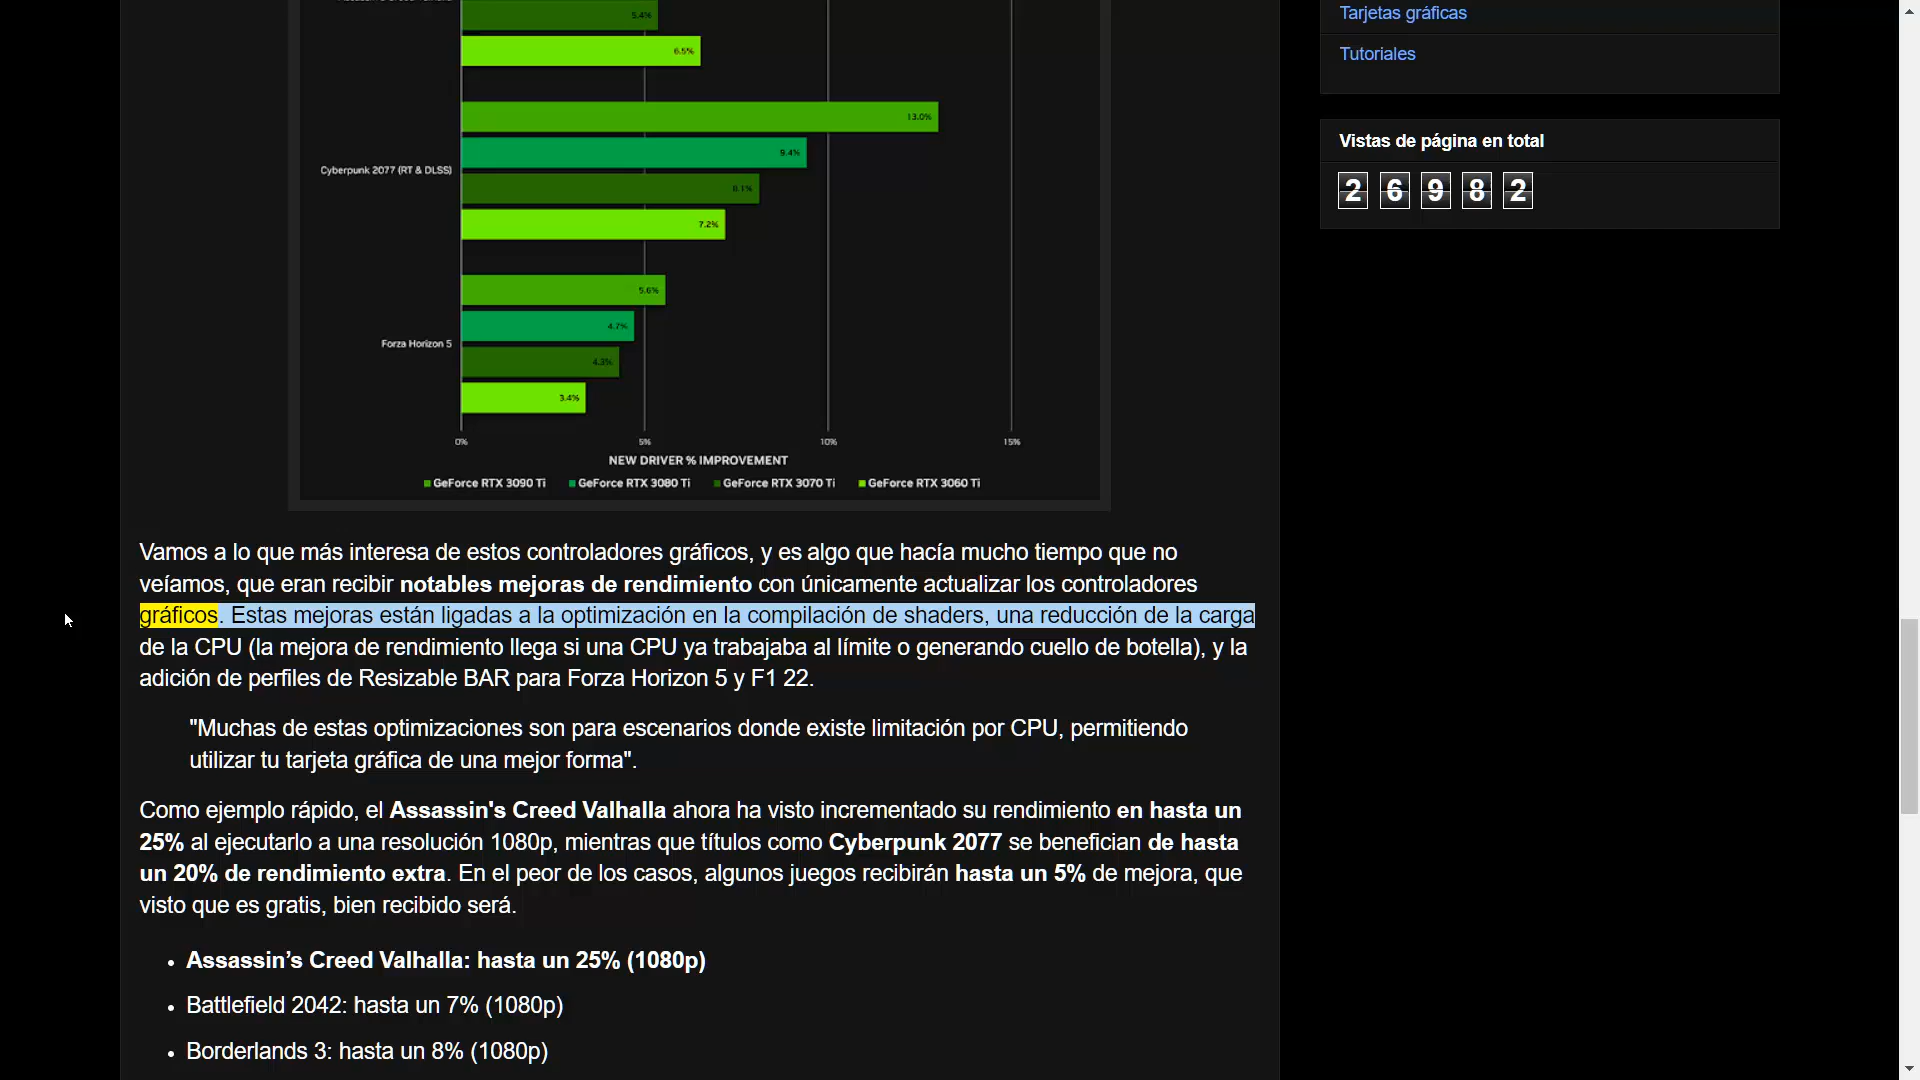 Tarjetas gráficas
Tutoriales
Vistas de página en total
2 6 9 8 2
5.4%
6.5%
Cyberpunk 2077 (RT & DLSS)
13.0%
9.4%
8.1%
7.2%
Forza Horizon 5
5.6%
4.7%
4.3%
3.4%
0% 5% 10% 15%
NEW DRIVER % IMPROVEMENT
GeForce RTX 3090 Ti GeForce RTX 3080 Ti GeForce RTX 3070 Ti GeForce RTX 3060 Ti
Vamos a lo que más interesa de estos controladores gráficos, y es algo que hacía mucho tiempo que no
veíamos, que eran recibir notables mejoras de rendimiento con únicamente actualizar los controladores
gráficos. Estas mejoras están ligadas a la optimización en la compilación de shaders, una reducción de la carga
de la CPU (la mejora de rendimiento llega si una CPU ya trabajaba al límite o generando cuello de botella), y la
adición de perfiles de Resizable BAR para Forza Horizon 5 y F1 22.
"Muchas de estas optimizaciones son para escenarios donde existe limitación por CPU, permitiendo
utilizar tu tarjeta gráfica de una mejor forma".
Como ejemplo rápido, el Assassin's Creed Valhalla ahora ha visto incrementado su rendimiento en hasta un
25% al ejecutarlo a una resolución 1080p, mientras que títulos como Cyberpunk 2077 se benefician de hasta
un 20% de rendimiento extra. En el peor de los casos, algunos juegos recibirán hasta un 5% de mejora, que
visto que es gratis, bien recibido será.
• Assassin’s Creed Valhalla: hasta un 25% (1080p)
• Battlefield 2042: hasta un 7% (1080p)
• Borderlands 3: hasta un 8% (1080p)